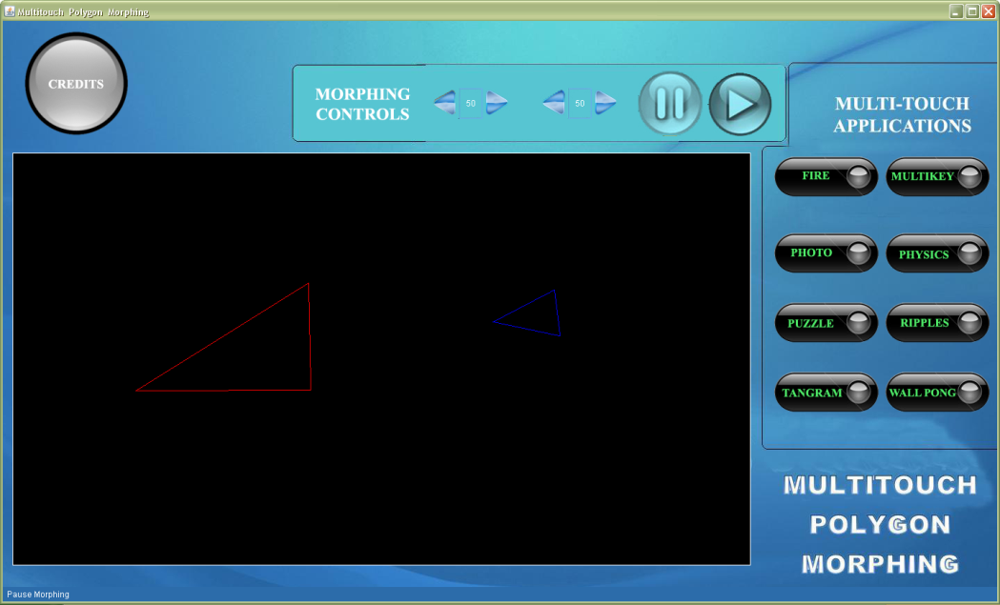 Multitouch Polygon Morphing
CREDITS
MORPHING
CONTROLS
50
50
MULTI-TOUCH
APPLICATIONS
FIRE
MULTIKEY
PHOTO
PHYSICS
PUZZLE
RIPPLES
TANGRAM
WALL PONG
MULTITOUCH
POLYGON
MORPHING
Pause Morphing